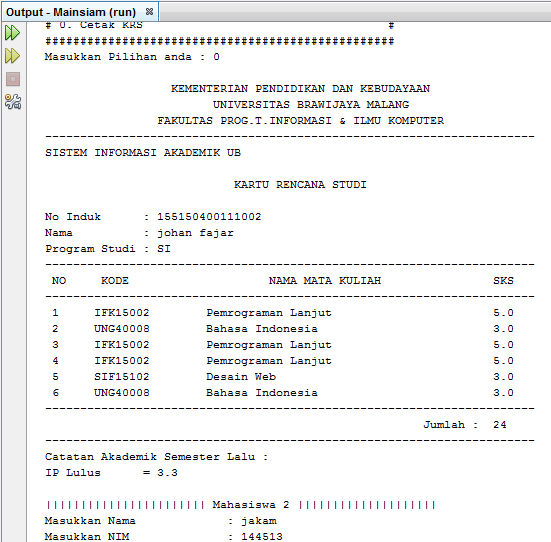 Output - Mainsiam (run)
# 0. Cetak KRS #
##################################################
Masukkan Pilihan anda : 0
KEMENTERIAN PENDIDIKAN DAN KEBUDAYAAN
UNIVERSITAS BRAWIJAYA MALANG
FAKULTAS PROG.T.INFORMASI & ILMU KOMPUTER
----------------------------------------------------------------------
SISTEM INFORMASI AKADEMIK UB
KARTU RENCANA STUDI
No Induk : 155150400111002
Nama : johan fajar
Program Studi : SI
----------------------------------------------------------------------
NO KODE NAMA MATA KULIAH SKS
----------------------------------------------------------------------
1 IFK15002 Pemrograman Lanjut 5.0
2 UNG40008 Bahasa Indonesia 3.0
3 IFK15002 Pemrograman Lanjut 5.0
4 IFK15002 Pemrograman Lanjut 5.0
5 SIF15102 Desain Web 3.0
6 UNG40008 Bahasa Indonesia 3.0
----------------------------------------------------------------------
Jumlah : 24
----------------------------------------------------------------------
Catatan Akademik Semester Lalu :
IP Lulus = 3.3
||||||||||||||||||||||| Mahasiswa 2 ||||||||||||||||||||
Masukkan Nama : jakam
Masukkan NIM : 144513